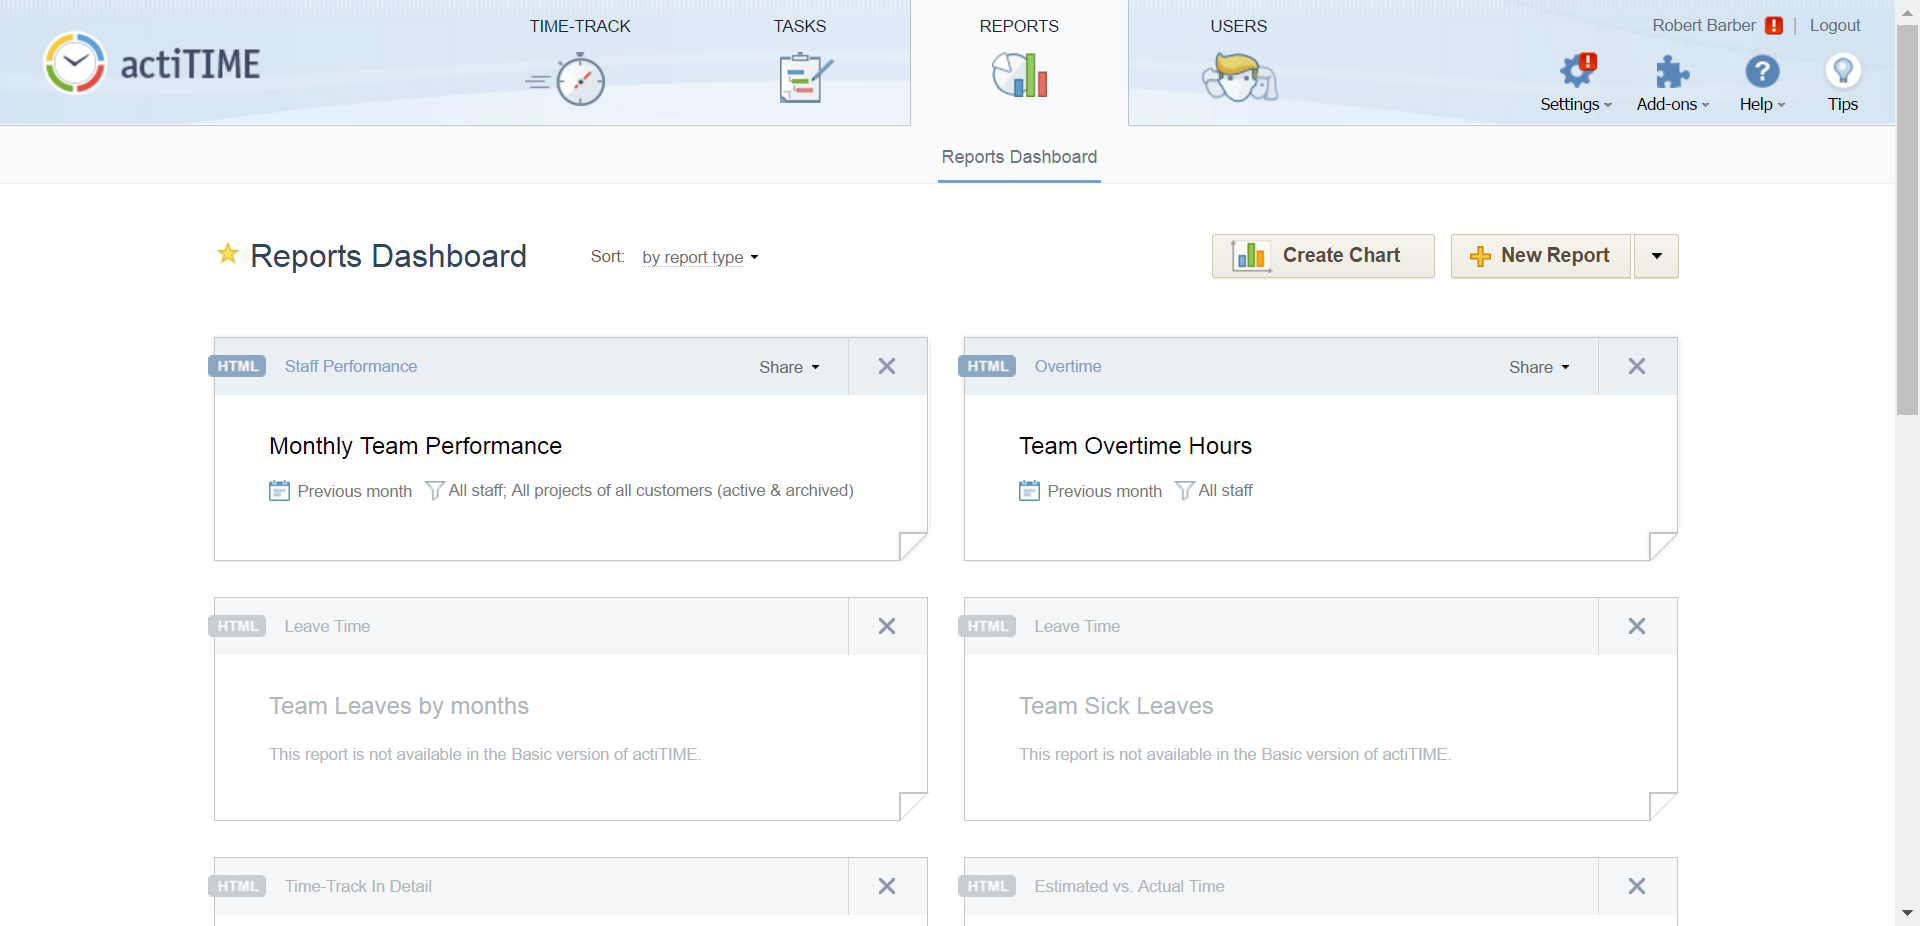 TIME-TRACK
TASKS
REPORTS
USERS
Robert Barber ! | Logout
actiTIME
Settings
Add-ons
Help
Tips
Reports Dashboard
Reports Dashboard
Sort: by report type
Create Chart
New Report
HTML Staff Performance Share
Monthly Team Performance
Previous month All staff; All projects of all customers (active & archived)
HTML Overtime Share
Team Overtime Hours
Previous month All staff
HTML Leave Time
Team Leaves by months
This report is not available in the Basic version of actiTIME.
HTML Leave Time
Team Sick Leaves
This report is not available in the Basic version of actiTIME.
HTML Time-Track In Detail
HTML Estimated vs. Actual Time